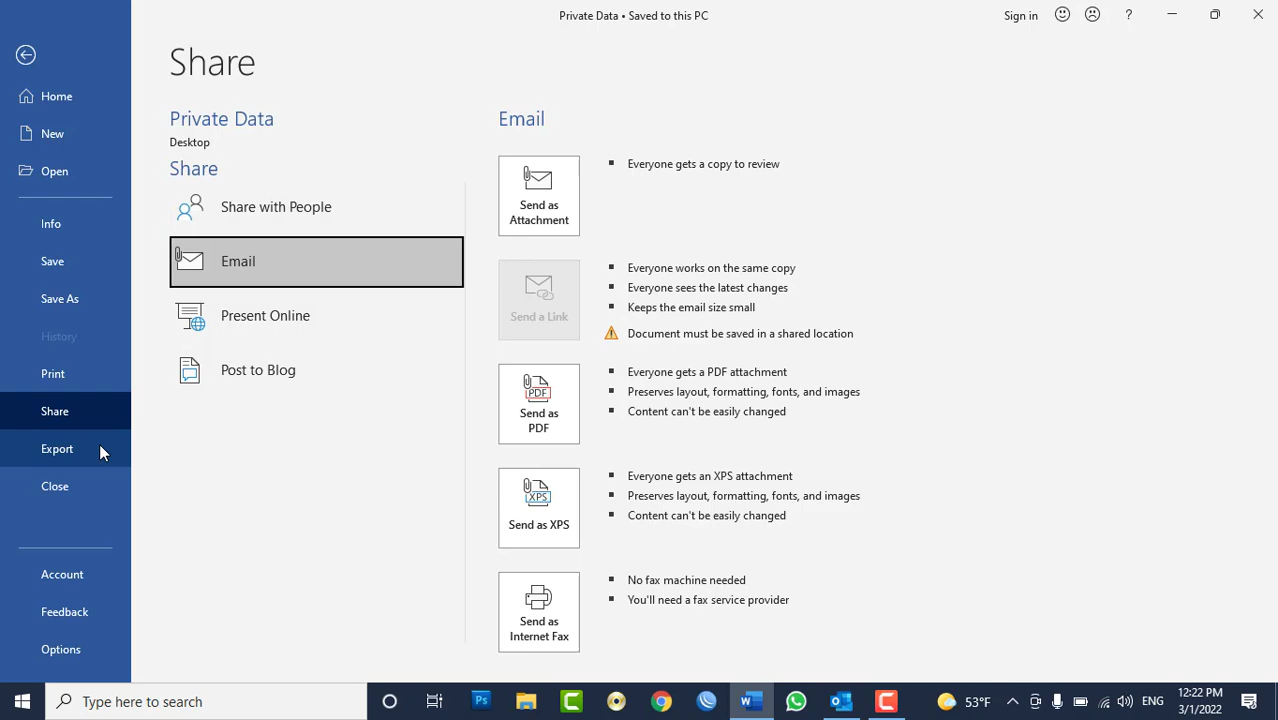 Private Data • Saved to this PC
Sign in
?
Share
Home
New
Open
Info
Save
Save As
History
Print
Share
Export
Close
Account
Feedback
Options
Private Data
Desktop
Share
Share with People
Email
Present Online
Post to Blog
Email
Send as
Attachment
Everyone gets a copy to review
Send a Link
Everyone works on the same copy
Everyone sees the latest changes
Keeps the email size small
Document must be saved in a shared location
PDF
Send as
PDF
Everyone gets a PDF attachment
Preserves layout, formatting, fonts, and images
Content can't be easily changed
XPS
Send as XPS
Everyone gets an XPS attachment
Preserves layout, formatting, fonts, and images
Content can't be easily changed
Send as
Internet Fax
No fax machine needed
You'll need a fax service provider
Type here to search
Ps
53°F
ENG
12:22 PM
3/1/2022